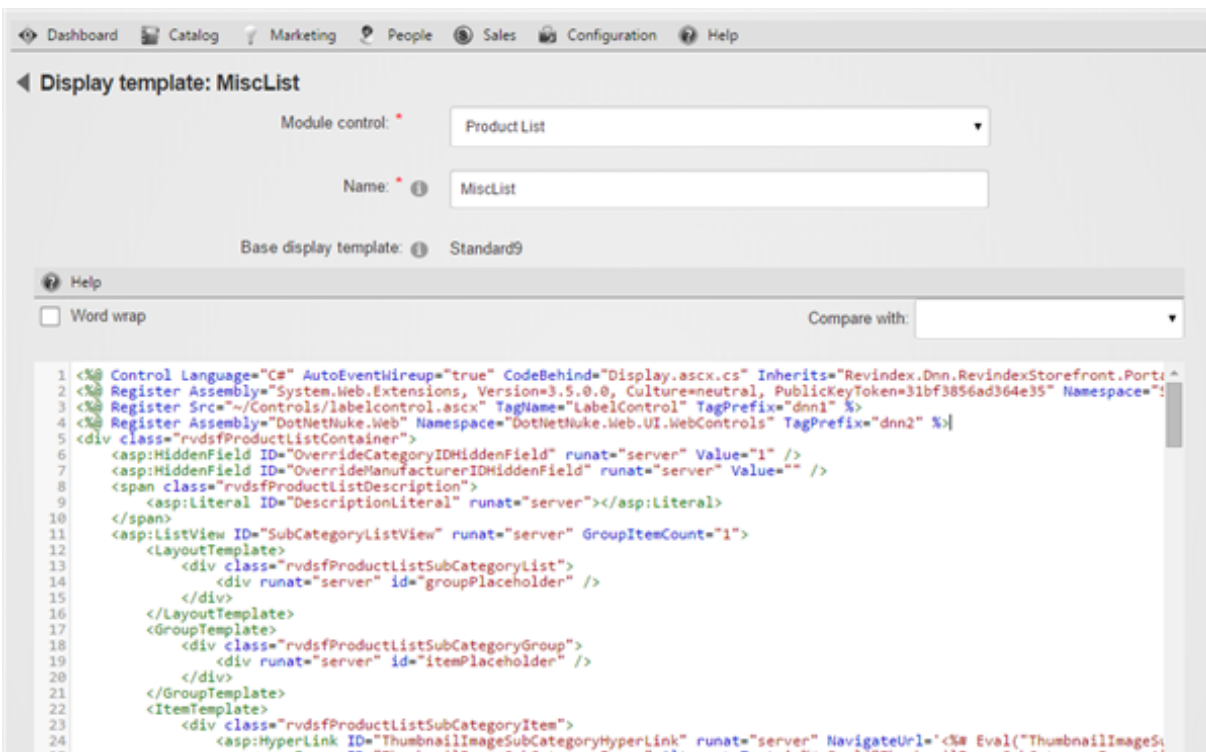 Dashboard Catalog Marketing People Sales Configuration Help
Display template: MiscList
Module control: * Product List
Name: * MiscList
Base display template: Standard9
Help
Word wrap Compare with:
1 <%@ Control Language="C#" AutoEventWireup="true" CodeBehind="Display.ascx.cs" Inherits="Revindex.Dnn.RevindexStorefront.Porta
2 <%@ Register Assembly="System.Web.Extensions, Version=3.5.0.0, Culture=neutral, PublicKeyToken=31bf3856ad364e35" Namespace="S
3 <%@ Register Src="~/Controls/labelcontrol.ascx" TagName="LabelControl" TagPrefix="dnn1" %>
4 <%@ Register Assembly="DotNetNuke.Web" Namespace="DotNetNuke.Web.UI.WebControls" TagPrefix="dnn2" %>
5 <div class="rvdsfProductListContainer">
6 <asp:HiddenField ID="OverrideCategoryIDHiddenField" runat="server" Value="1" />
7 <asp:HiddenField ID="OverrideManufacturerIDHiddenField" runat="server" Value="" />
8 <span class="rvdsfProductListDescription">
9 <asp:Literal ID="DescriptionLiteral" runat="server"></asp:Literal>
10 </span>
11 <asp:ListView ID="SubCategoryListView" runat="server" GroupItemCount="1">
12 <LayoutTemplate>
13 <div class="rvdsfProductListSubCategoryList">
14 <div runat="server" id="groupPlaceholder" />
15 </div>
16 </LayoutTemplate>
17 <GroupTemplate>
18 <div class="rvdsfProductListSubCategoryGroup">
19 <div runat="server" id="itemPlaceholder" />
20 </div>
21 </GroupTemplate>
22 <ItemTemplate>
23 <div class="rvdsfProductListSubCategoryItem">
24 <asp:HyperLink ID="ThumbnailImageSubCategoryHyperLink" runat="server" NavigateUrl='<%# Eval("ThumbnailImageSu